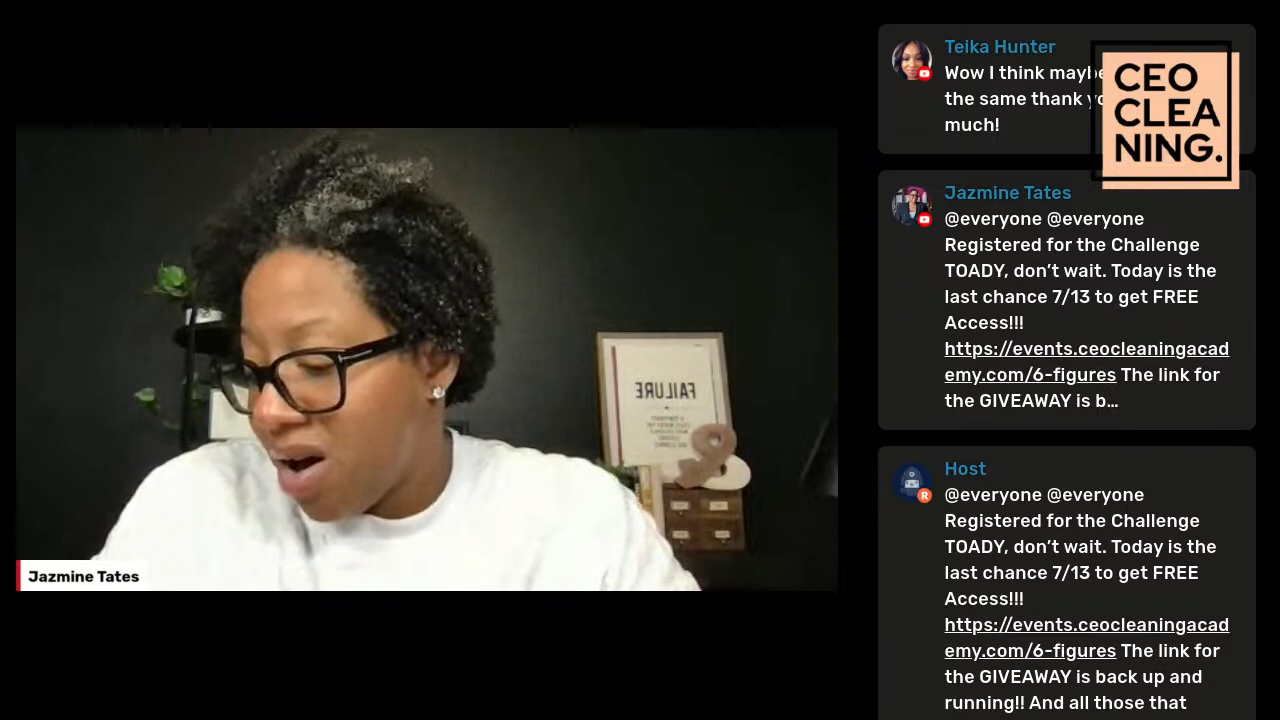 Teika Hunter
Wow I think mayb
the same thank y
much!
CEO
CLEA
NING.
Jazmine Tates
@everyone @everyone
Registered for the Challenge
TOADY, don’t wait. Today is the
last chance 7/13 to get FREE
Access!!!
https://events.ceocleaningacad
emy.com/6-figures The link for
the GIVEAWAY is b…
Host
R
@everyone @everyone
Registered for the Challenge
TOADY, don’t wait. Today is the
last chance 7/13 to get FREE
Access!!!
https://events.ceocleaningacad
emy.com/6-figures The link for
the GIVEAWAY is back up and
running!! And all those that
FAILURE
Jazmine Tates